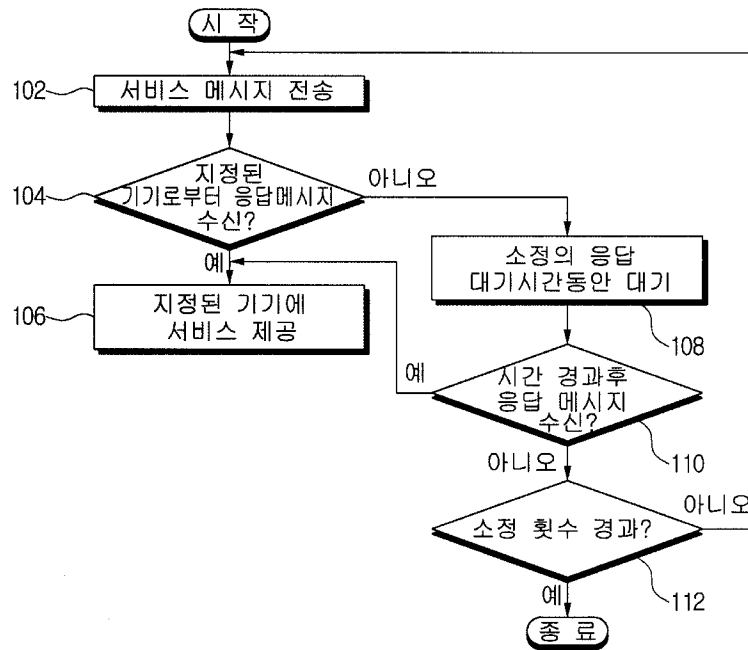 시 작
102
서비스 메시지 전송
104
지정된
기기로부터 응답메시지
수신?
아니오
예
106
지정된 기기에
서비스 제공
소정의 응답
대기시간동안 대기
108
예
시간 경과후
응답 메시지
수신?
110
아니오
소정 횟수 경과?
아니오
112
예
종 료